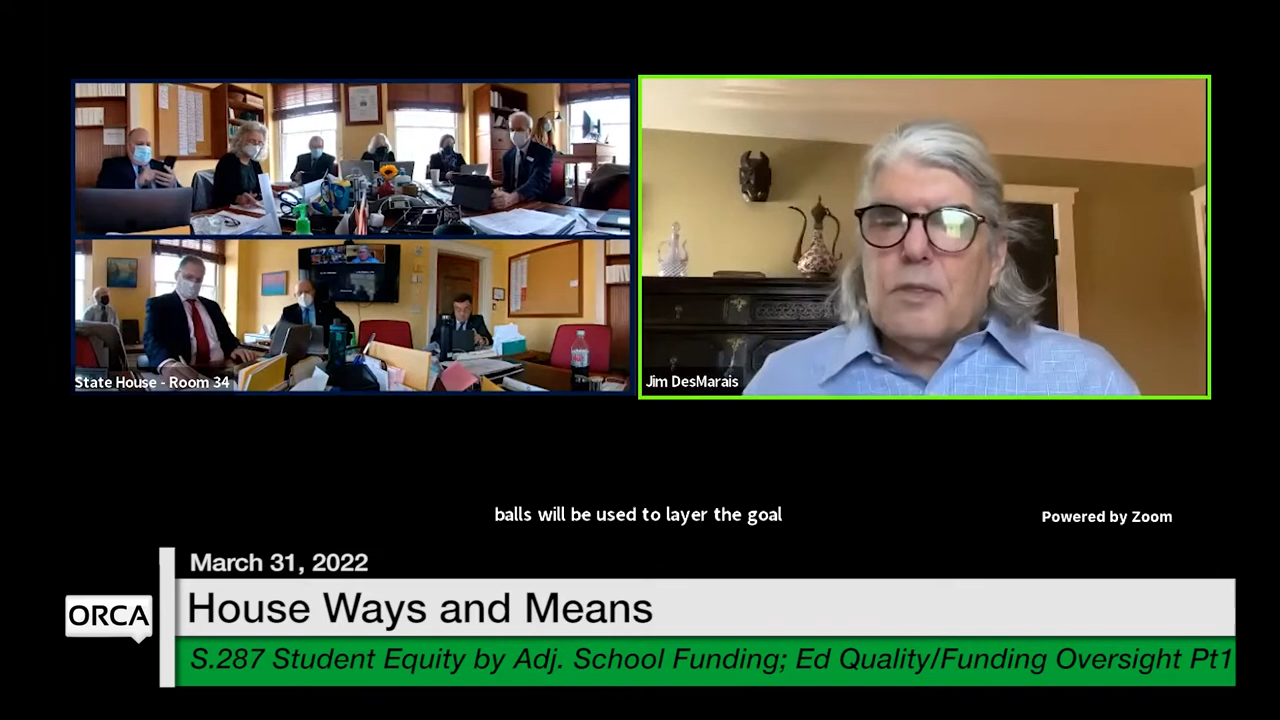 State House - Room 34
Jim DesMarais
balls will be used to layer the goal
Powered by Zoom
March 31, 2022
ORCA
House Ways and Means
S.287 Student Equity by Adj. School Funding; Ed Quality/Funding Oversight Pt1